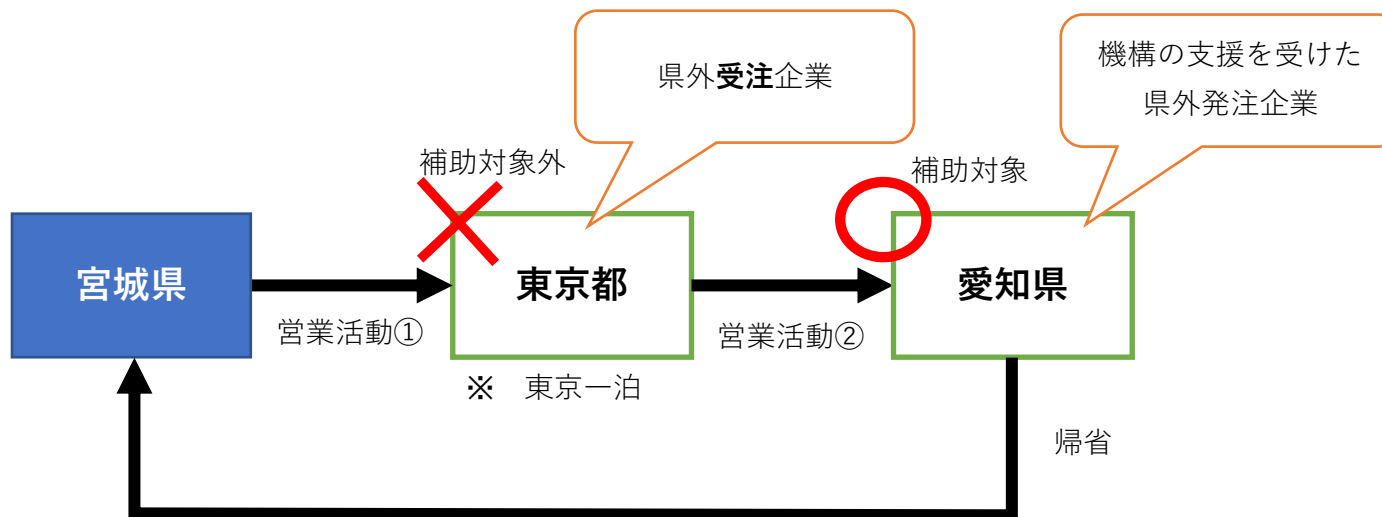 県外受注企業
機構の支援を受けた
県外発注企業
補助対象外
補助対象
宮城県
東京都
愛知県
営業活動①
営業活動②
※ 東京一泊
帰省